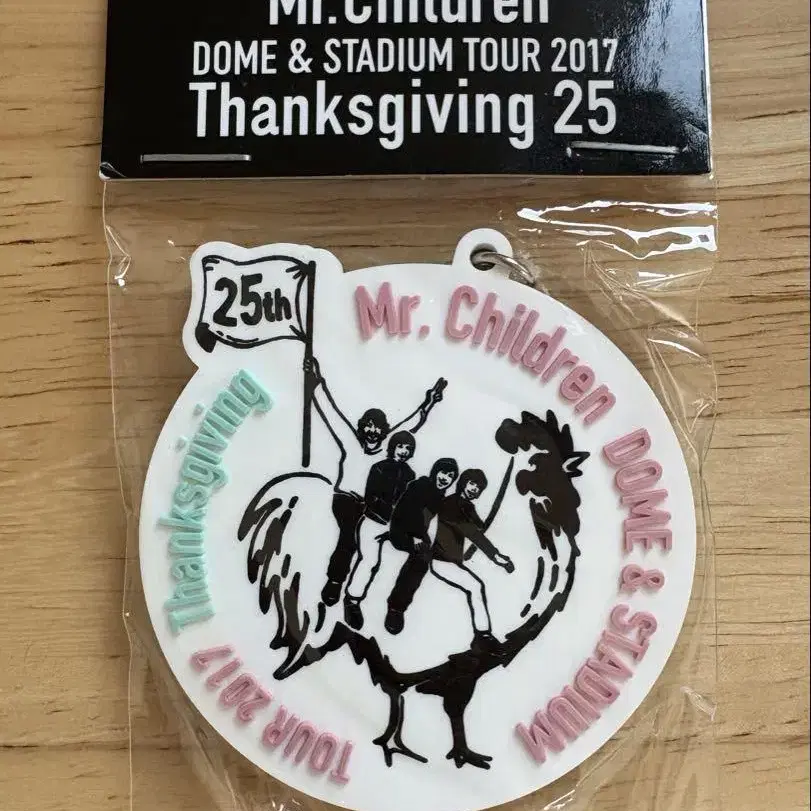 Mr.Children
DOME & STADIUM TOUR 2017
Thanksgiving 25
25th
Mr. Children DOME & STADIUM
TOUR 2017
Thanksgiving